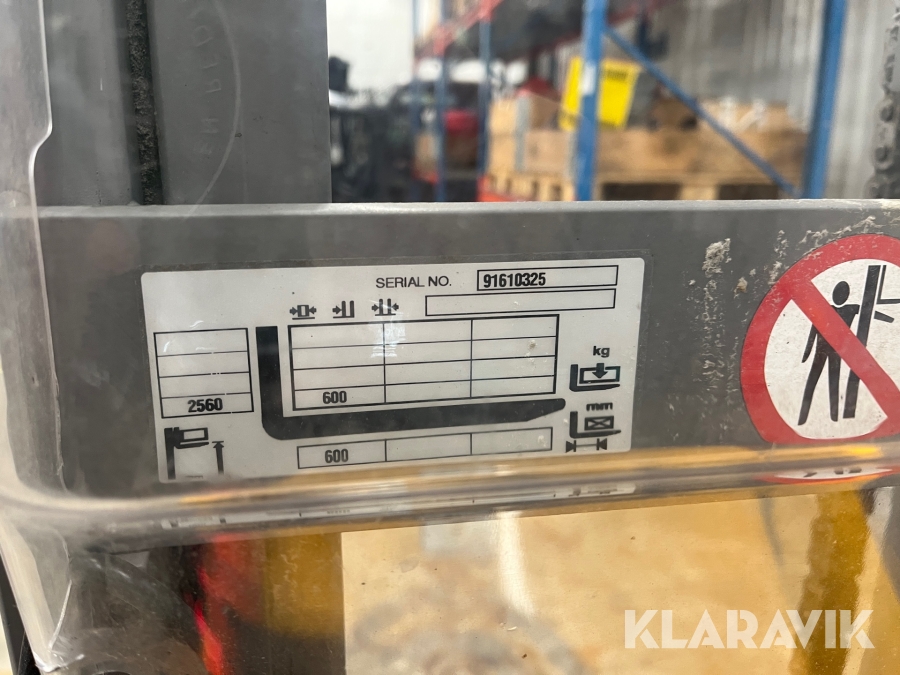 SERIAL NO. 91610325
kg
2560 600
mm
600
KLARAVIK